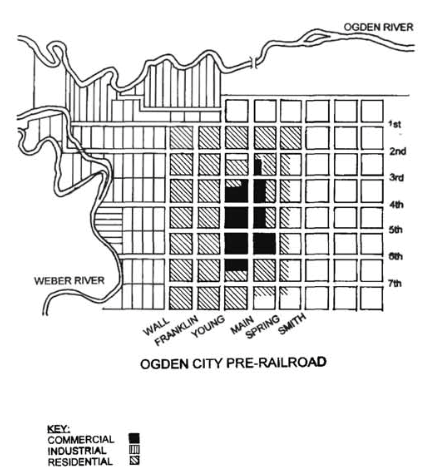 OGDEN RIVER
1st
2nd
3rd
4th
5th
6th
7th
WEBER RIVER
WALL
FRANKLIN
YOUNG
MAIN
SPRING
SMITH
OGDEN CITY PRE-RAILROAD
KEY:
COMMERCIAL
INDUSTRIAL
RESIDENTIAL